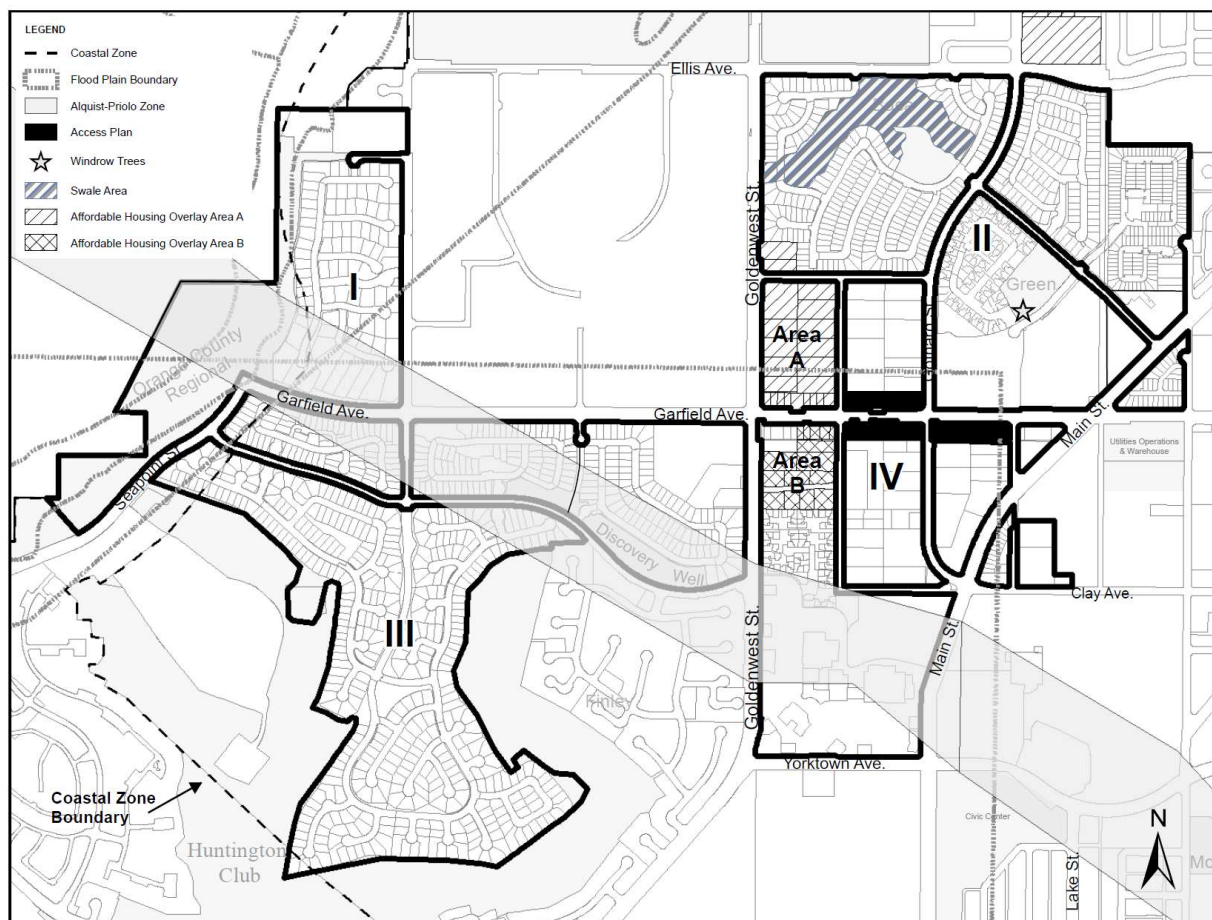 LEGEND
Coastal Zone
Flood Plain Boundary
Alquist-Priolo Zone
Access Plan
Windrow Trees
Swale Area
Affordable Housing Overlay Area A
Affordable Housing Overlay Area B
Ellis Ave.
Goldenwest St.
I
II
Green
Area
A
Orange County
Regional
Garfield Ave.
Garfield Ave.
Main St.
Utilities Operations
& Warehouse
Seapoint St.
Area
B
IV
Discovery Well
Clay Ave.
III
Goldenwest St.
Main St.
Finley
Yorktown Ave.
Coastal Zone
Boundary
Huntington
Club
Civic Center
Lake St.
N